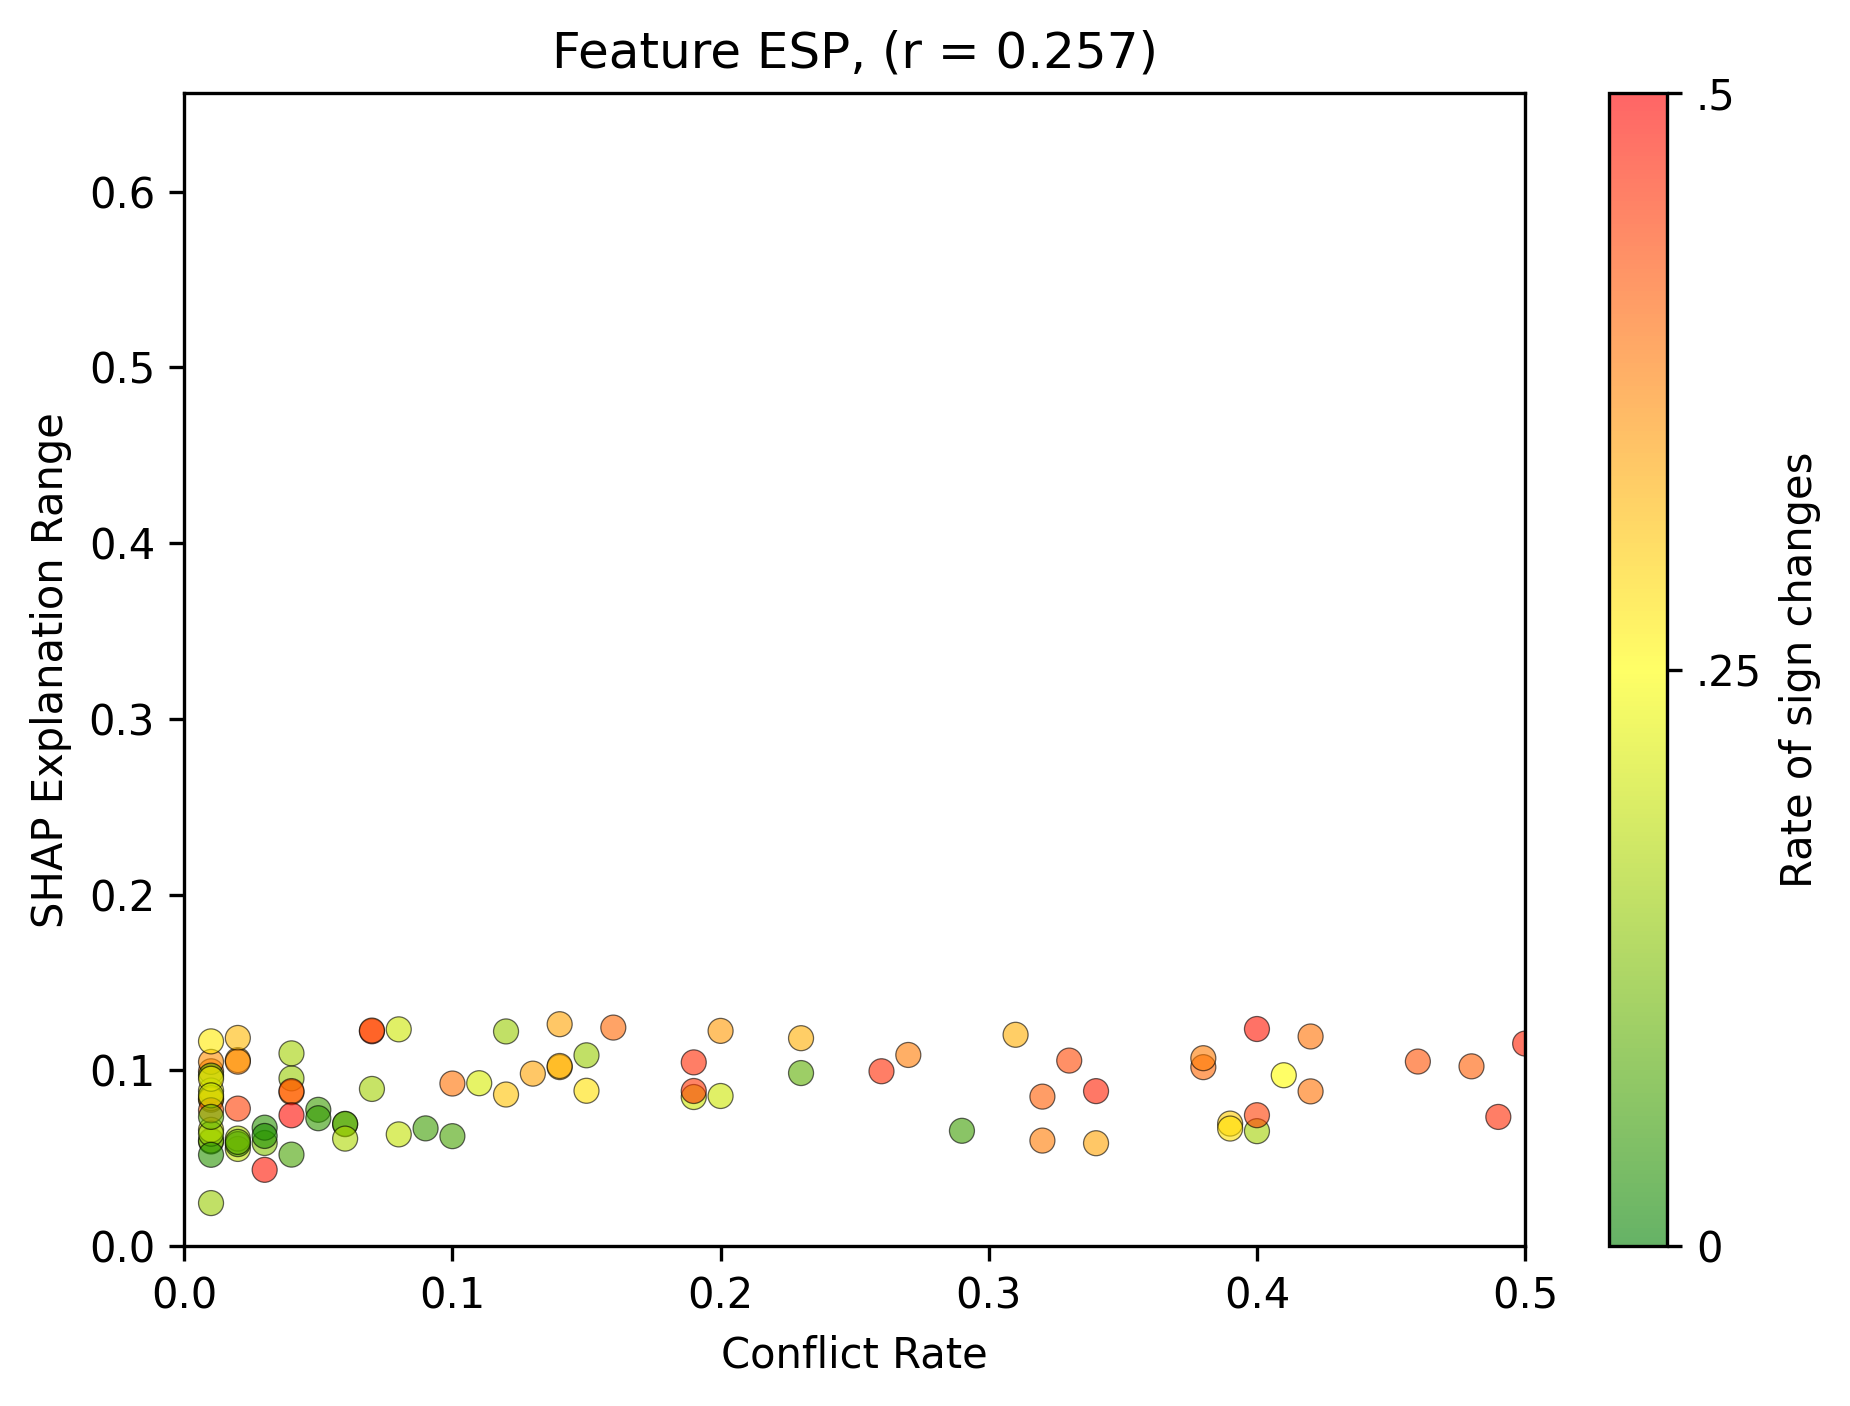 Feature ESP, (r = 0.257)
SHAP Explanation Range
0.6
0.5
0.4
0.3
0.2
0.1
0.0
0.0 0.1 0.2 0.3 0.4 0.5
Conflict Rate
.5
.25
0
Rate of sign changes